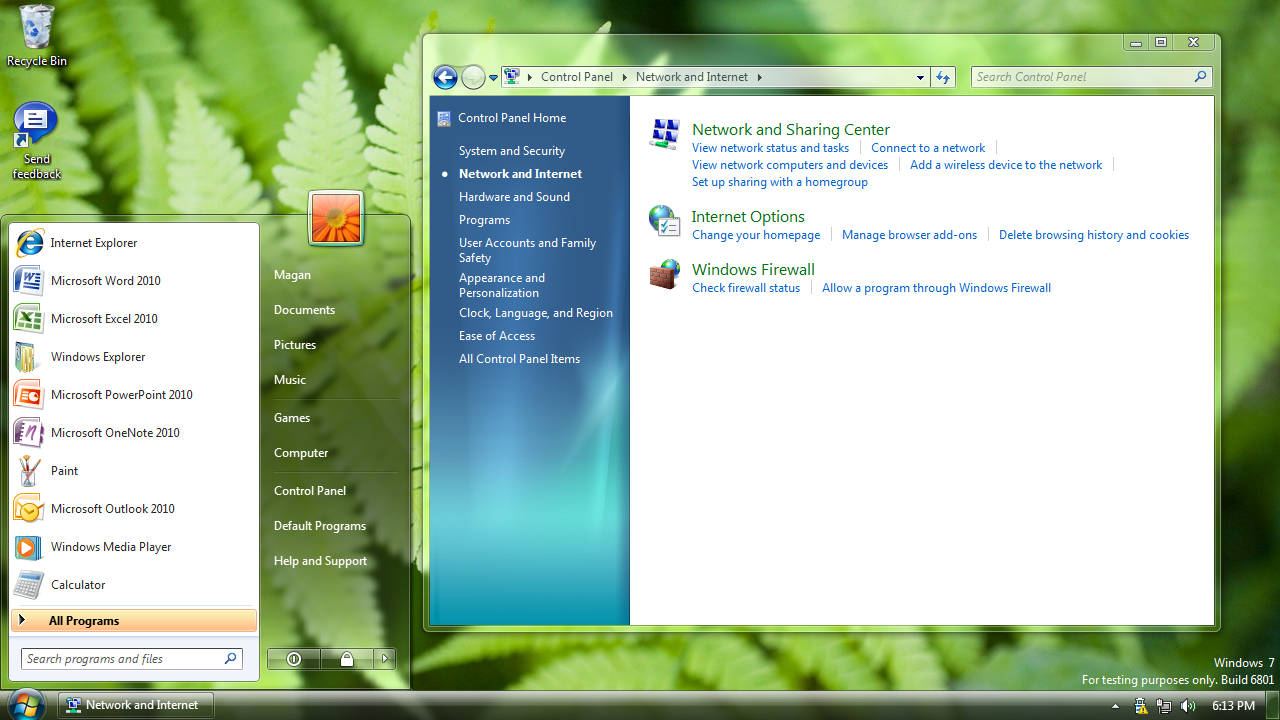 Recycle Bin
Send
feedback
Internet Explorer
Microsoft Word 2010
Microsoft Excel 2010
Windows Explorer
Microsoft PowerPoint 2010
Microsoft OneNote 2010
Paint
Microsoft Outlook 2010
Windows Media Player
Calculator
All Programs
Search programs and files
Magan
Documents
Pictures
Music
Games
Computer
Control Panel
Default Programs
Help and Support
Control Panel Network and Internet
Search Control Panel
Control Panel Home
System and Security
Network and Internet
Hardware and Sound
Programs
User Accounts and Family
Safety
Appearance and
Personalization
Clock, Language, and Region
Ease of Access
All Control Panel Items
Network and Sharing Center
View network status and tasks Connect to a network
View network computers and devices Add a wireless device to the network
Set up sharing with a homegroup
Internet Options
Change your homepage Manage browser add-ons Delete browsing history and cookies
Windows Firewall
Check firewall status Allow a program through Windows Firewall
Windows 7
For testing purposes only. Build 6801
Network and Internet
6:13 PM